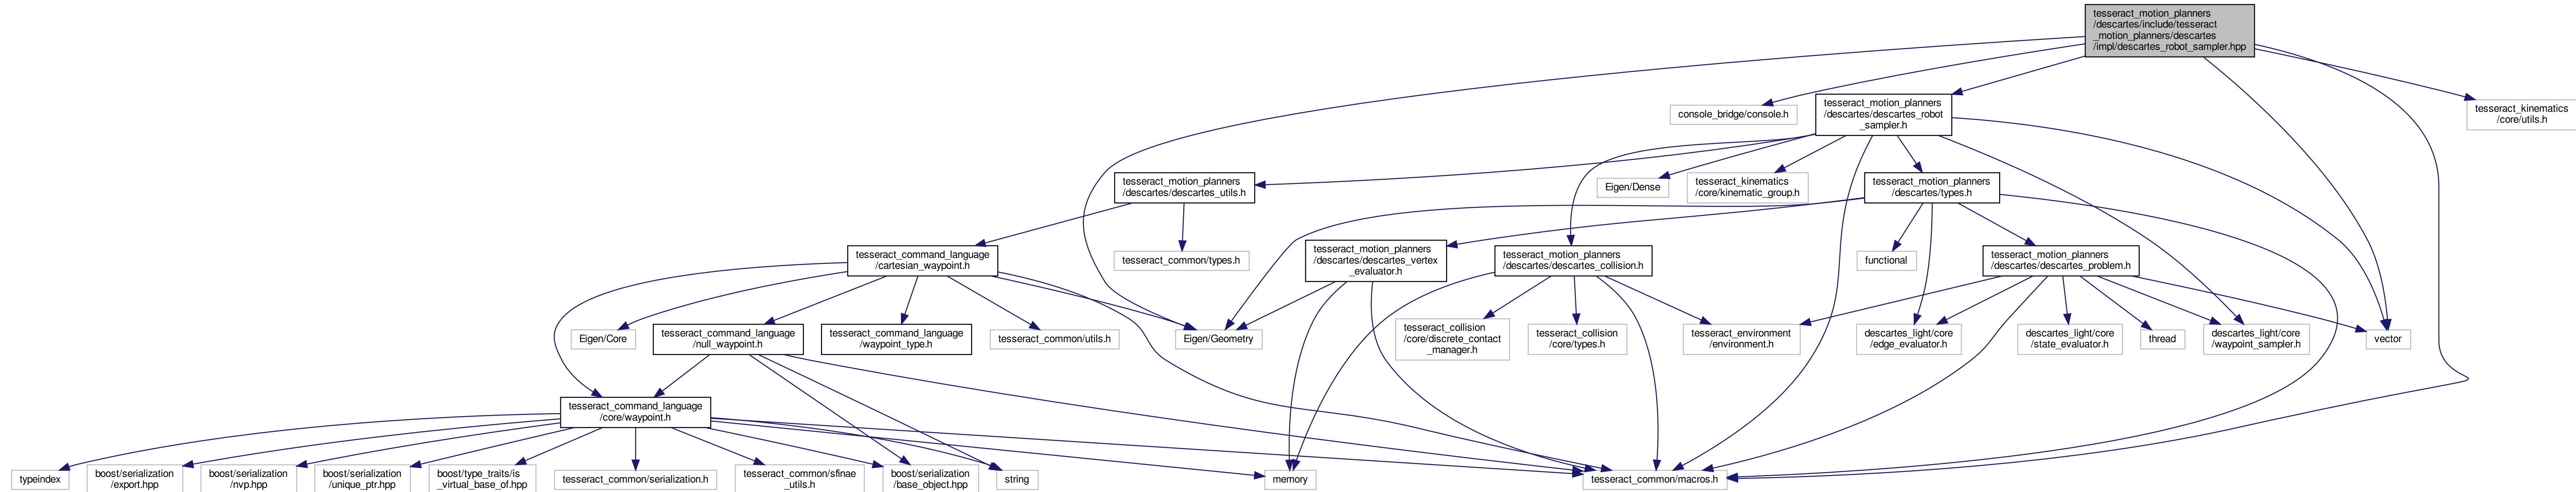 tesseract_motion_planners
/descartes/include/tesseract
_motion_planners/descartes
/impl/descartes_robot_sampler.hpp
console_bridge/console.h
tesseract_motion_planners
/descartes/descartes_robot
_sampler.h
tesseract_kinematics
/core/utils.h
tesseract_motion_planners
/descartes/descartes_utils.h
Eigen/Dense
tesseract_kinematics
/core/kinematic_group.h
tesseract_motion_planners
/descartes/types.h
tesseract_command_language
/cartesian_waypoint.h
tesseract_common/types.h
tesseract_motion_planners
/descartes/descartes_vertex
_evaluator.h
tesseract_motion_planners
/descartes/descartes_collision.h
functional
tesseract_motion_planners
/descartes/descartes_problem.h
Eigen/Core
tesseract_command_language
/null_waypoint.h
tesseract_command_language
/waypoint_type.h
tesseract_common/utils.h
Eigen/Geometry
tesseract_collision
/core/discrete_contact
_manager.h
tesseract_collision
/core/types.h
tesseract_environment
/environment.h
descartes_light/core
/edge_evaluator.h
descartes_light/core
/state_evaluator.h
thread
descartes_light/core
/waypoint_sampler.h
vector
tesseract_command_language
/core/waypoint.h
typeindex
boost/serialization
/export.hpp
boost/serialization
/nvp.hpp
boost/serialization
/unique_ptr.hpp
boost/type_traits/is
_virtual_base_of.hpp
tesseract_common/serialization.h
tesseract_common/sfinae
_utils.h
boost/serialization
/base_object.hpp
string
memory
tesseract_common/macros.h